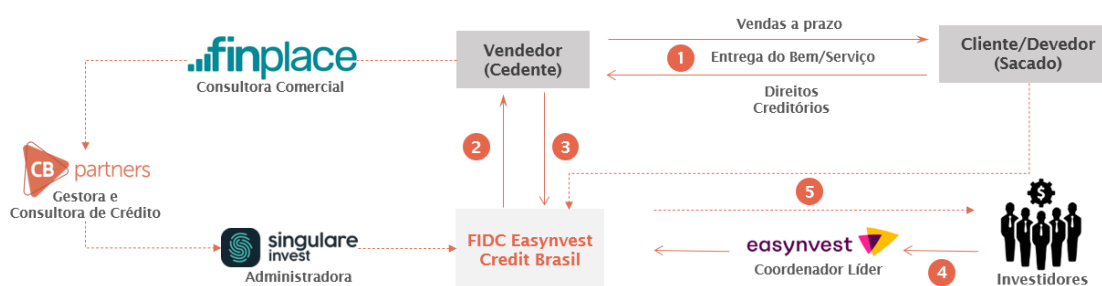 Vendas a prazo
finplace
Consultora Comercial
Vendedor
(Cedente)
1
Entrega do Bem/Serviço
Cliente/Devedor
(Sacado)
Direitos
Creditórios
2
3
CB partners
Gestora e
Consultora de Crédito
5
$
singulare
invest
Administradora
FIDC Easynvest
Credit Brasil
easynvest
Coordenador Líder
4
Investidores